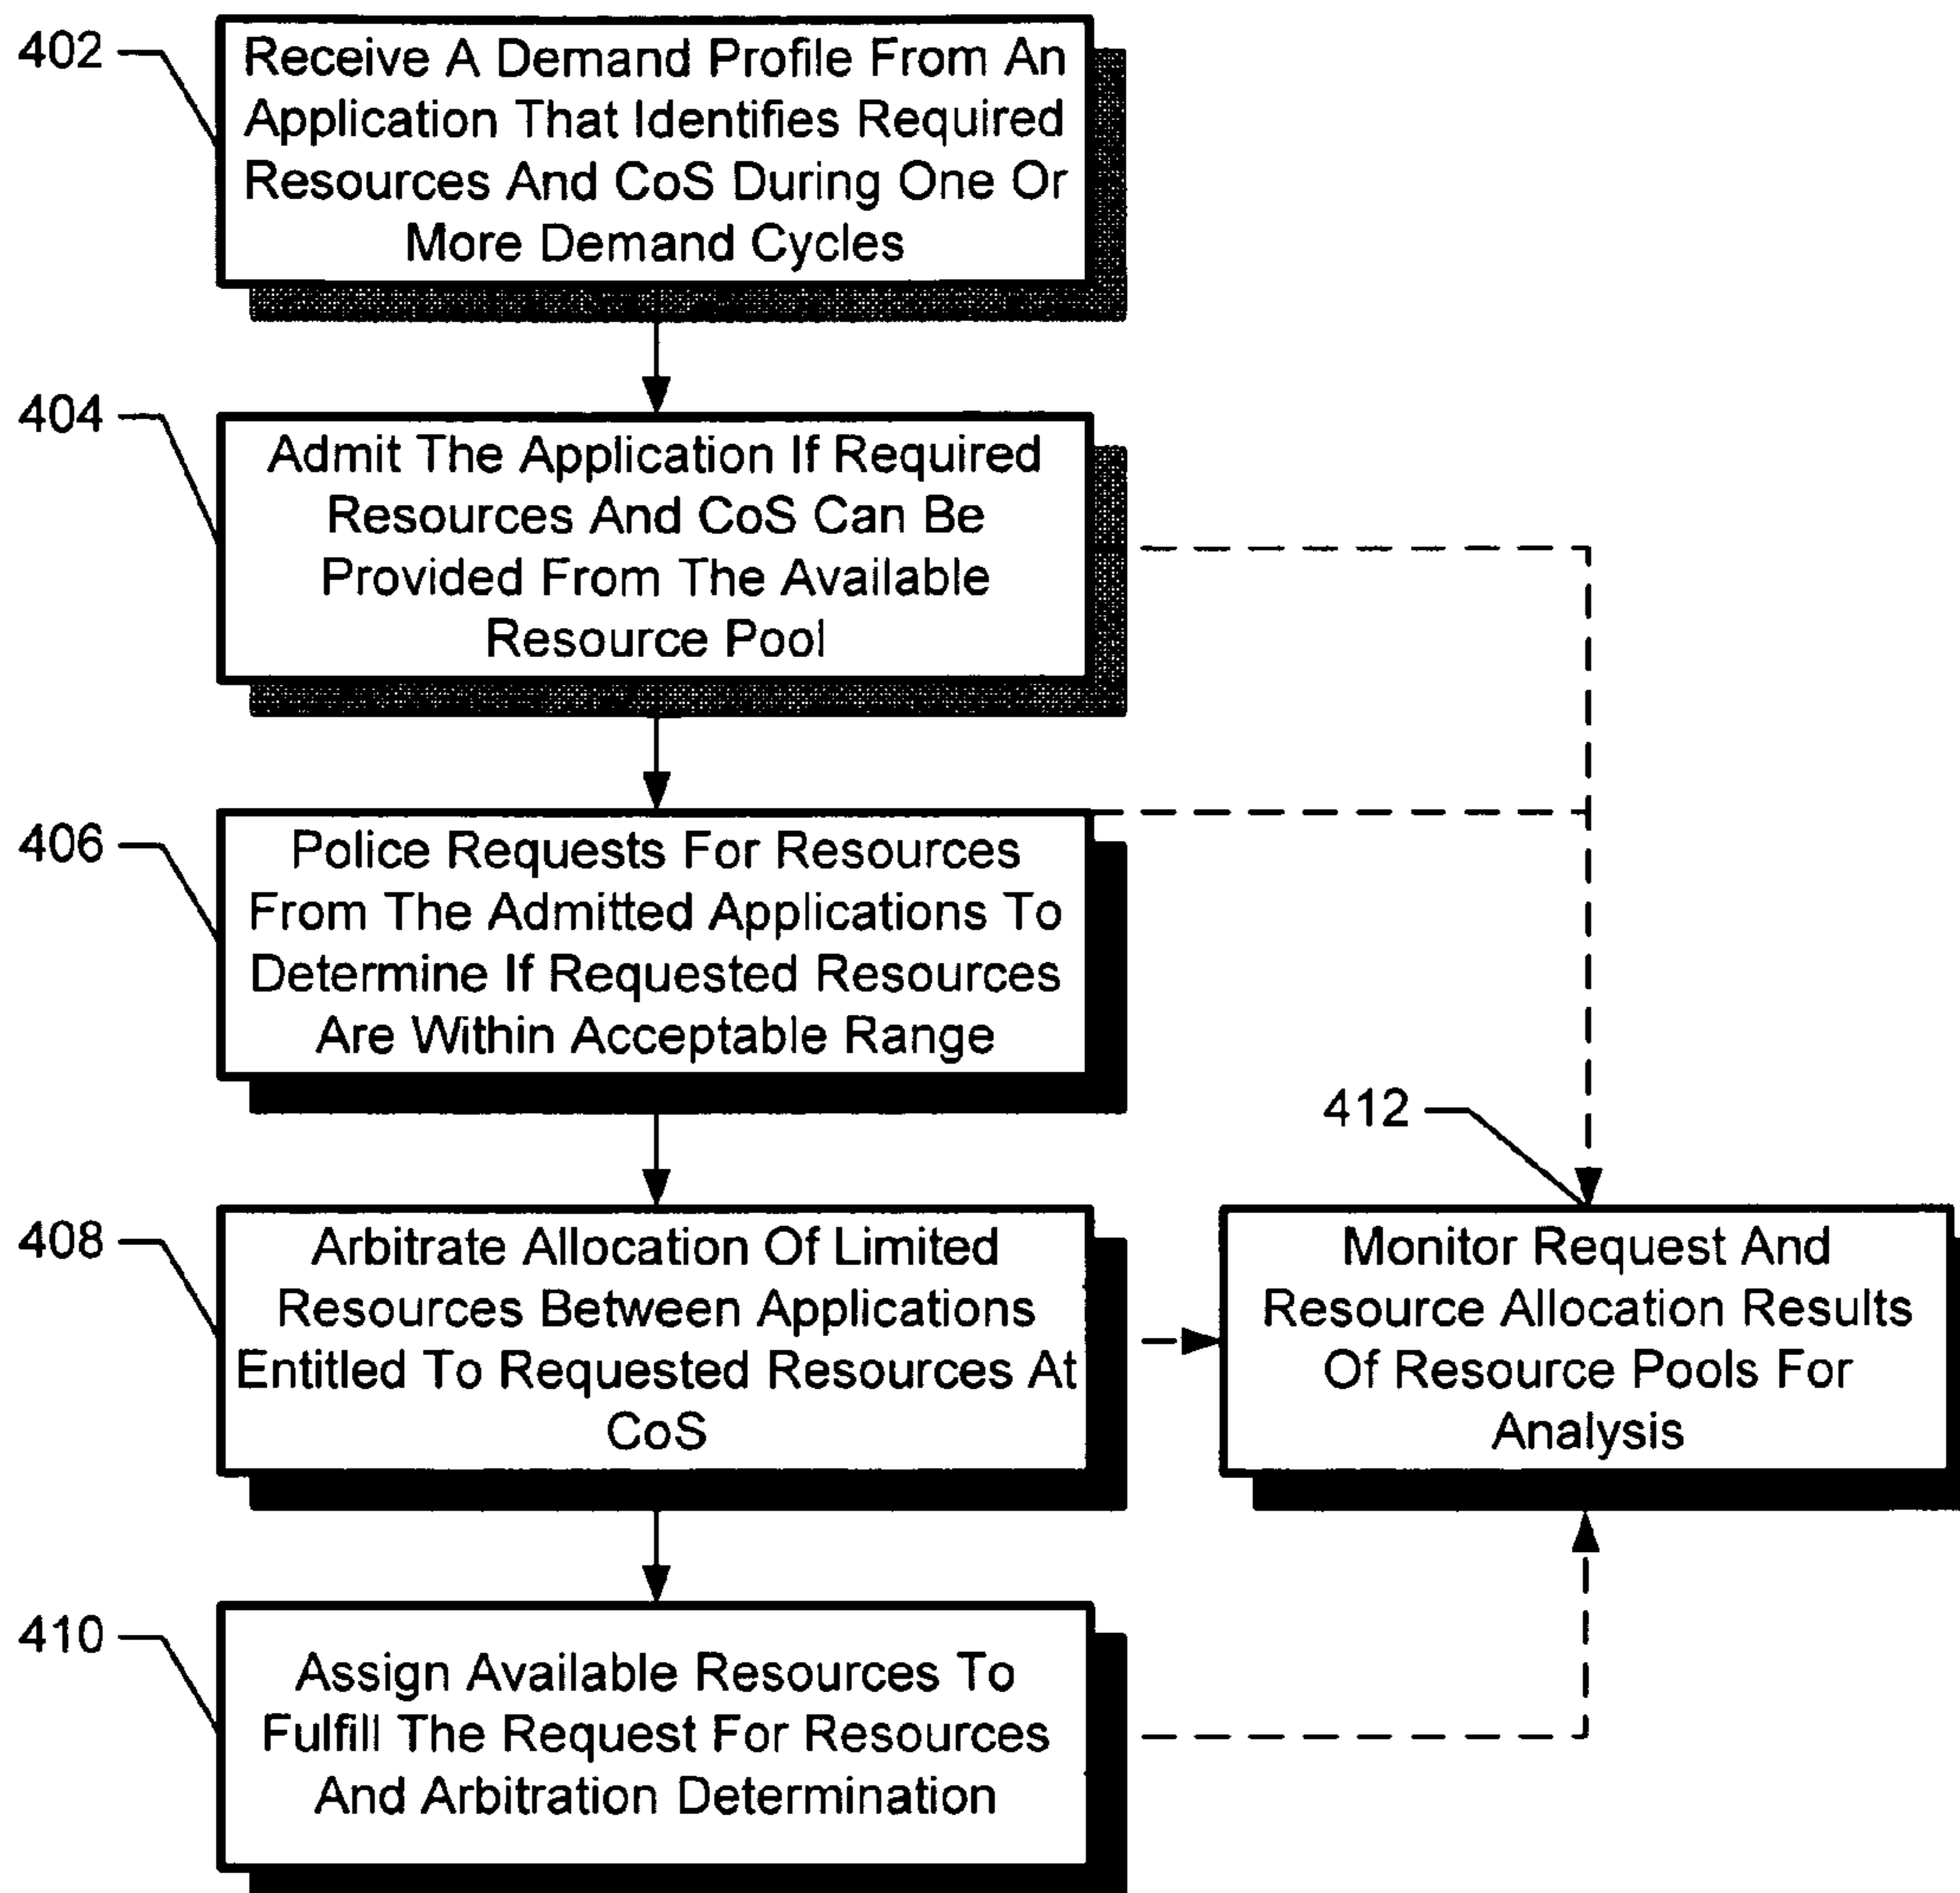 402
Receive A Demand Profile From An
Application That Identifies Required
Resources And CoS During One Or
More Demand Cycles
404
Admit The Application If Required
Resources And CoS Can Be
Provided From The Available
Resource Pool
406
Police Requests For Resources
From The Admitted Applications To
Determine If Requested Resources
Are Within Acceptable Range
408
Arbitrate Allocation Of Limited
Resources Between Applications
Entitled To Requested Resources At
CoS
412
Monitor Request And
Resource Allocation Results
Of Resource Pools For
Analysis
410
Assign Available Resources To
Fulfill The Request For Resources
And Arbitration Determination